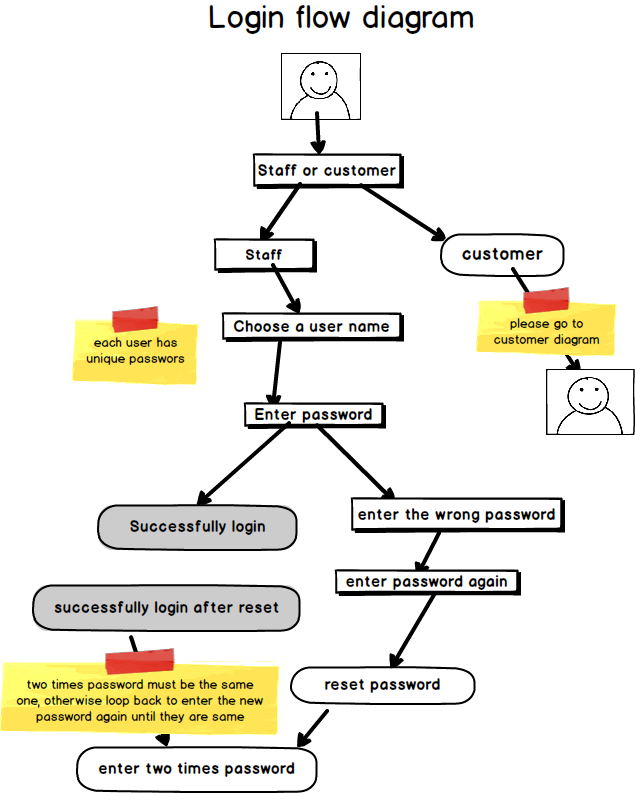 Login flow diagram
Staff or customer
Staff
customer
Choose a user name
please go to
customer diagram
each user has
unique passwors
Enter password
Successfully login
enter the wrong password
enter password again
successfully login after reset
two times password must be the same
one, otherwise loop back to enter the new
password again until they are same
reset password
enter two times password